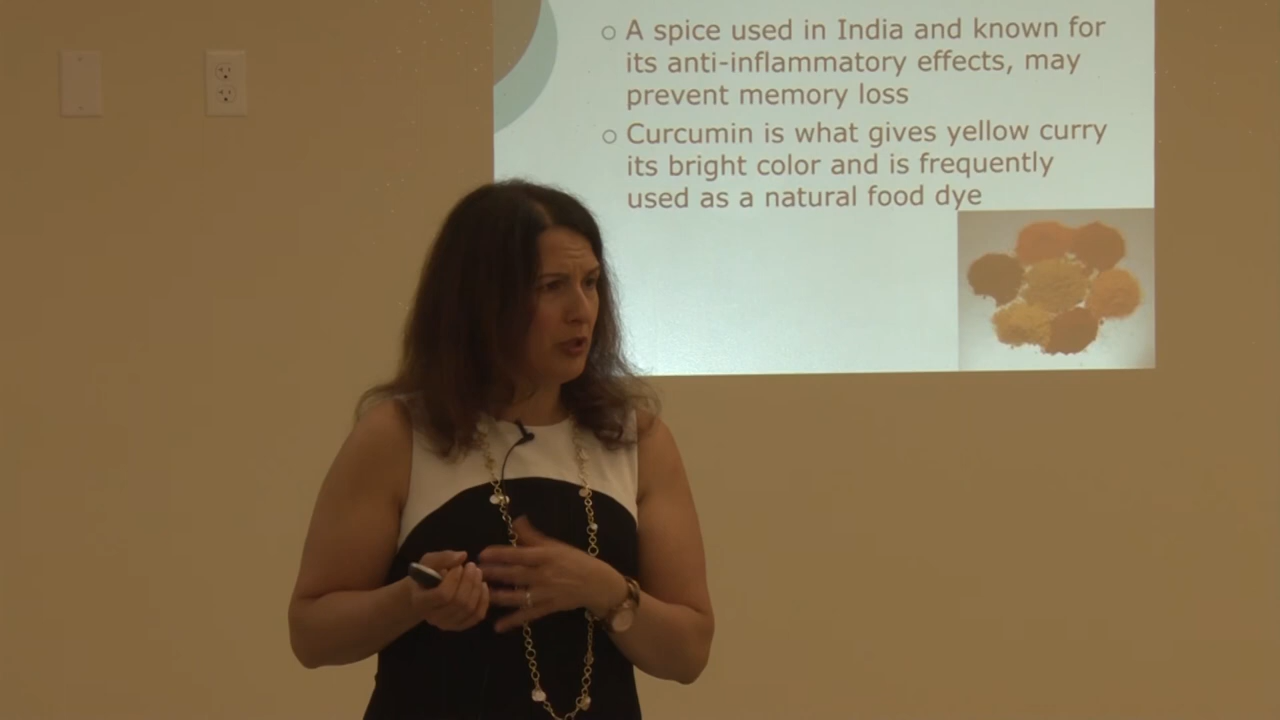 A spice used in India and known for
its anti-inflammatory effects, may
prevent memory loss
Curcumin is what gives yellow curry
its bright color and is frequently
used as a natural food dye